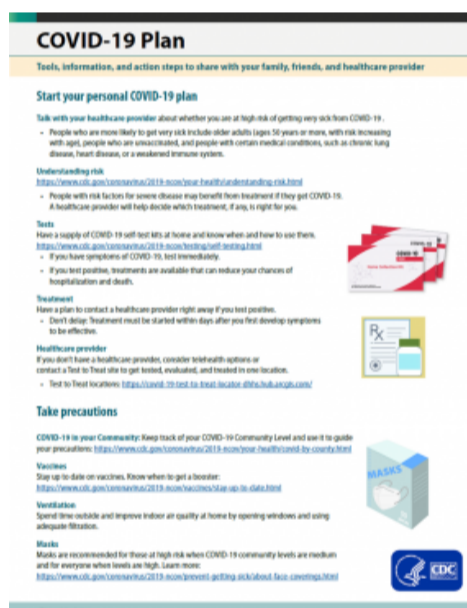 COVID-19 Plan
Tools, information, and action steps to share with your family, friends, and healthcare provider
Start your personal COVID-19 plan
Talk with your healthcare provider about whether you are at high risk of getting very sick from COVID-19 .
• People who are more likely to get very sick include older adults (ages 50 years or more, with risk increasing
with age), people who are unvaccinated, and people with certain medical conditions, such as chronic lung
disease, heart disease, or a weakened immune system.
Understanding risk
https://www.cdc.gov/coronavirus/2019-ncov/your-health/understanding-risk.html
• People with risk factors for severe disease may benefit from treatment if they get COVID-19.
A healthcare provider will help decide which treatment, if any, is right for you.
Tests
Have a supply of COVID-19 self-test kits at home and know when and how to use them.
https://www.cdc.gov/coronavirus/2019-ncov/testing/self-testing.html
• If you have symptoms of COVID-19, test immediately.
• If you test positive, treatments are available that can reduce your chances of
hospitalization and death.
COVID-19
Treatment
Have a plan to contact a healthcare provider right away if you test positive.
• Don't delay: Treatment must be started within days after you first develop symptoms
to be effective.
Rx
Healthcare provider
If you don't have a healthcare provider, consider telehealth options or
contact a Test to Treat site to get tested, evaluated, and treated in one location.
• Test to Treat locations: https://covid-19-test-to-treat-locator-dhhs.hub.arcgis.com/
Take precautions
COVID-19 in your Community: Keep track of your COVID-19 Community Level and use it to guide
your precautions: https://www.cdc.gov/coronavirus/2019-ncov/your-health/covid-by-county.html
Vaccines
Stay up to date on vaccines. Know when to get a booster:
https://www.cdc.gov/coronavirus/2019-ncov/vaccines/stay-up-to-date.html
MASKS
Ventilation
Spend time outside and improve indoor air quality at home by opening windows and using
adequate filtration.
Masks
Masks are recommended for those at high risk when COVID-19 community levels are medium
and for everyone when levels are high. Learn more:
https://www.cdc.gov/coronavirus/2019-ncov/prevent-getting-sick/about-face-coverings.html
CDC